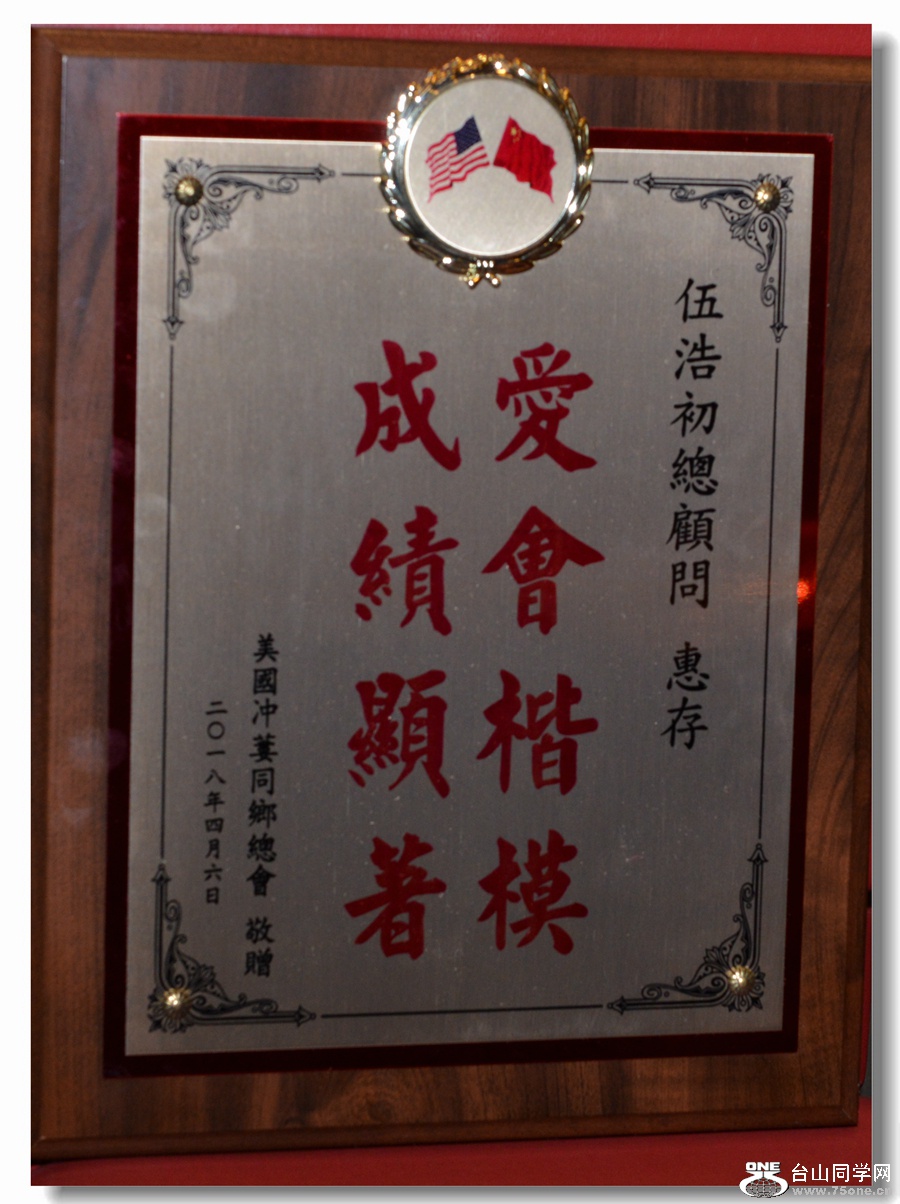 伍浩初總顧問 惠存
愛會楷模
成績顯著
美國冲蔞同鄉總會 敬贈
二〇一八年四月六日
ONE 台山同学网
www.75one.cn